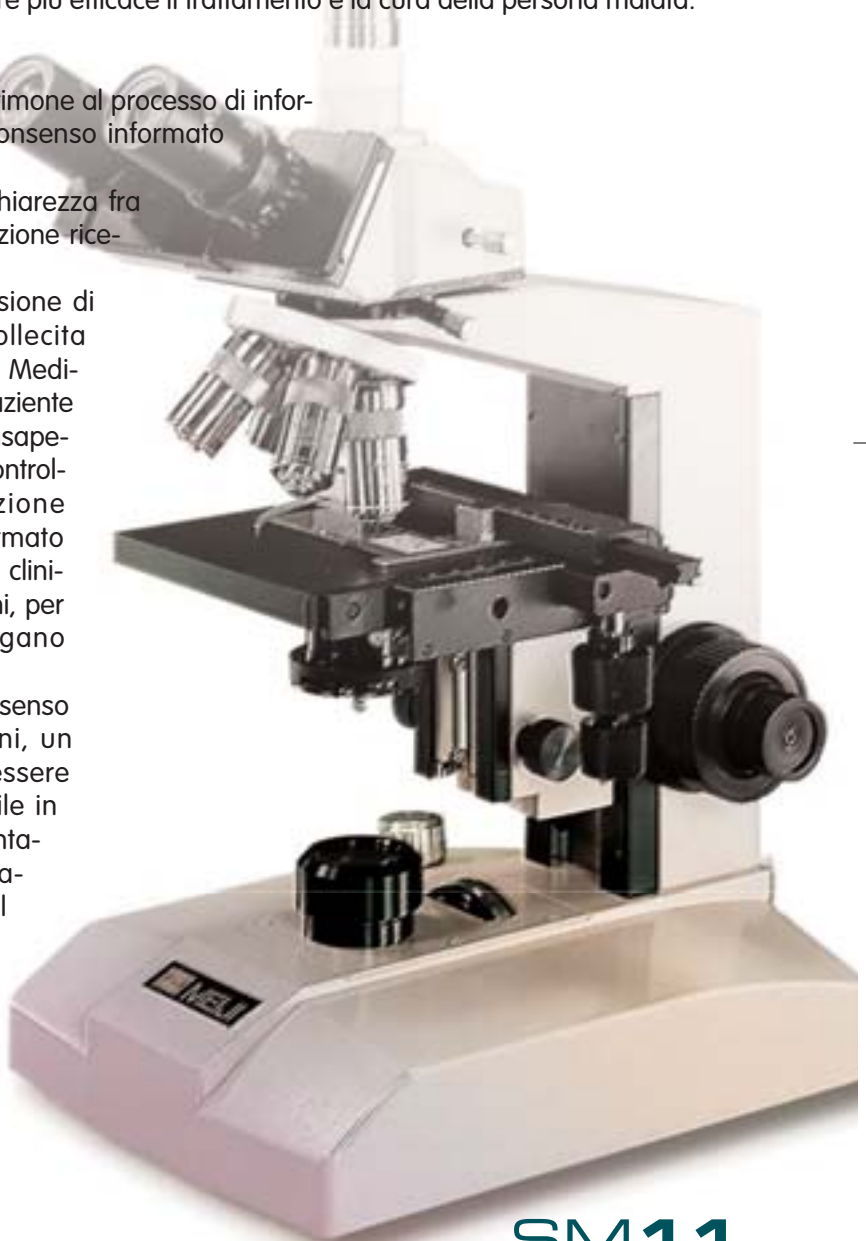 re più efficace il trattamento e la cura della persona malata.
imone al processo di infor-
onsenso informato
hiarezza fra
zione rice-
sione di
ollecita
Medi-
aziente
sape-
ontrol-
zione
rmato
clini-
ni, per
gano
senso
ni, un
essere
ile in
nta-
a-
l
MEIJI
SM11